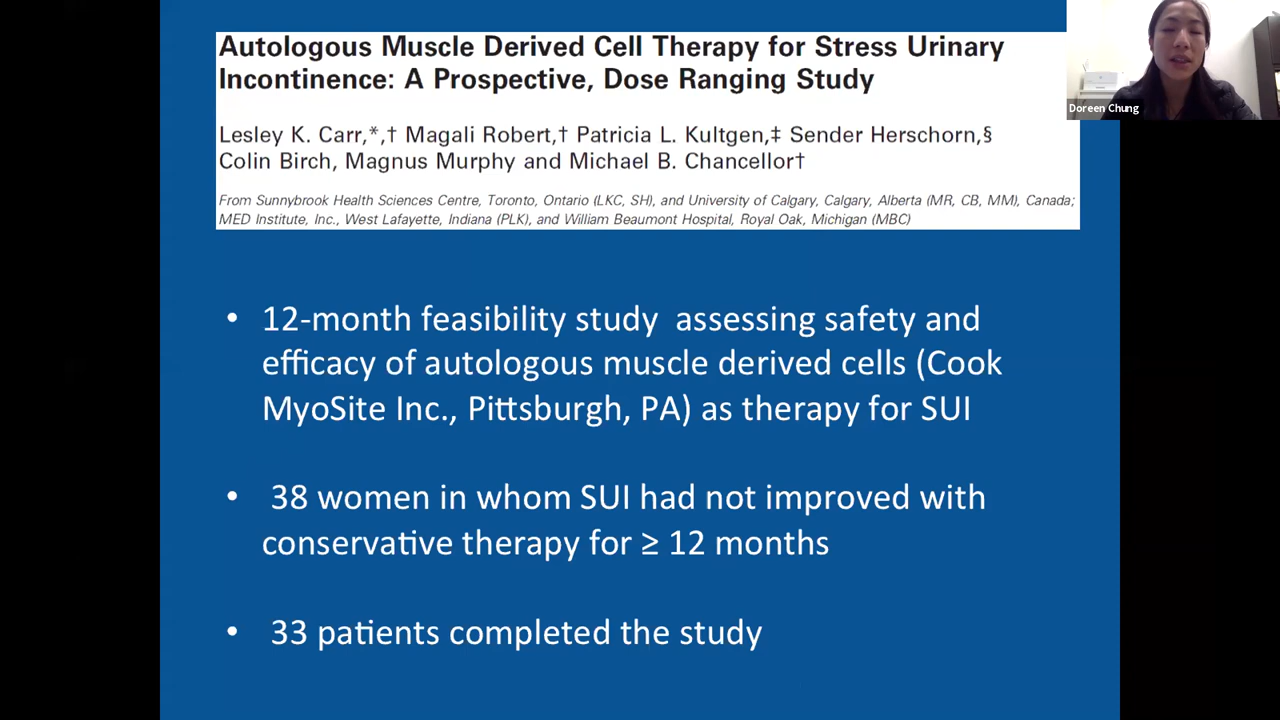 Autologous Muscle Derived Cell Therapy for Stress Urinary
Incontinence: A Prospective, Dose Ranging Study
Lesley K. Carr,*,† Magali Robert,† Patricia L. Kultgen,‡ Sender Herschorn,§
Colin Birch, Magnus Murphy and Michael B. Chancellor†
From Sunnybrook Health Sciences Centre, Toronto, Ontario (LKC, SH), and University of Calgary, Calgary, Alberta (MR, CB, MM), Canada;
MED Institute, Inc., West Lafayette, Indiana (PLK), and William Beaumont Hospital, Royal Oak, Michigan (MBC)
Doreen Chung
• 12-month feasibility study assessing safety and
efficacy of autologous muscle derived cells (Cook
MyoSite Inc., Pittsburgh, PA) as therapy for SUI
• 38 women in whom SUI had not improved with
conservative therapy for ≥ 12 months
• 33 patients completed the study